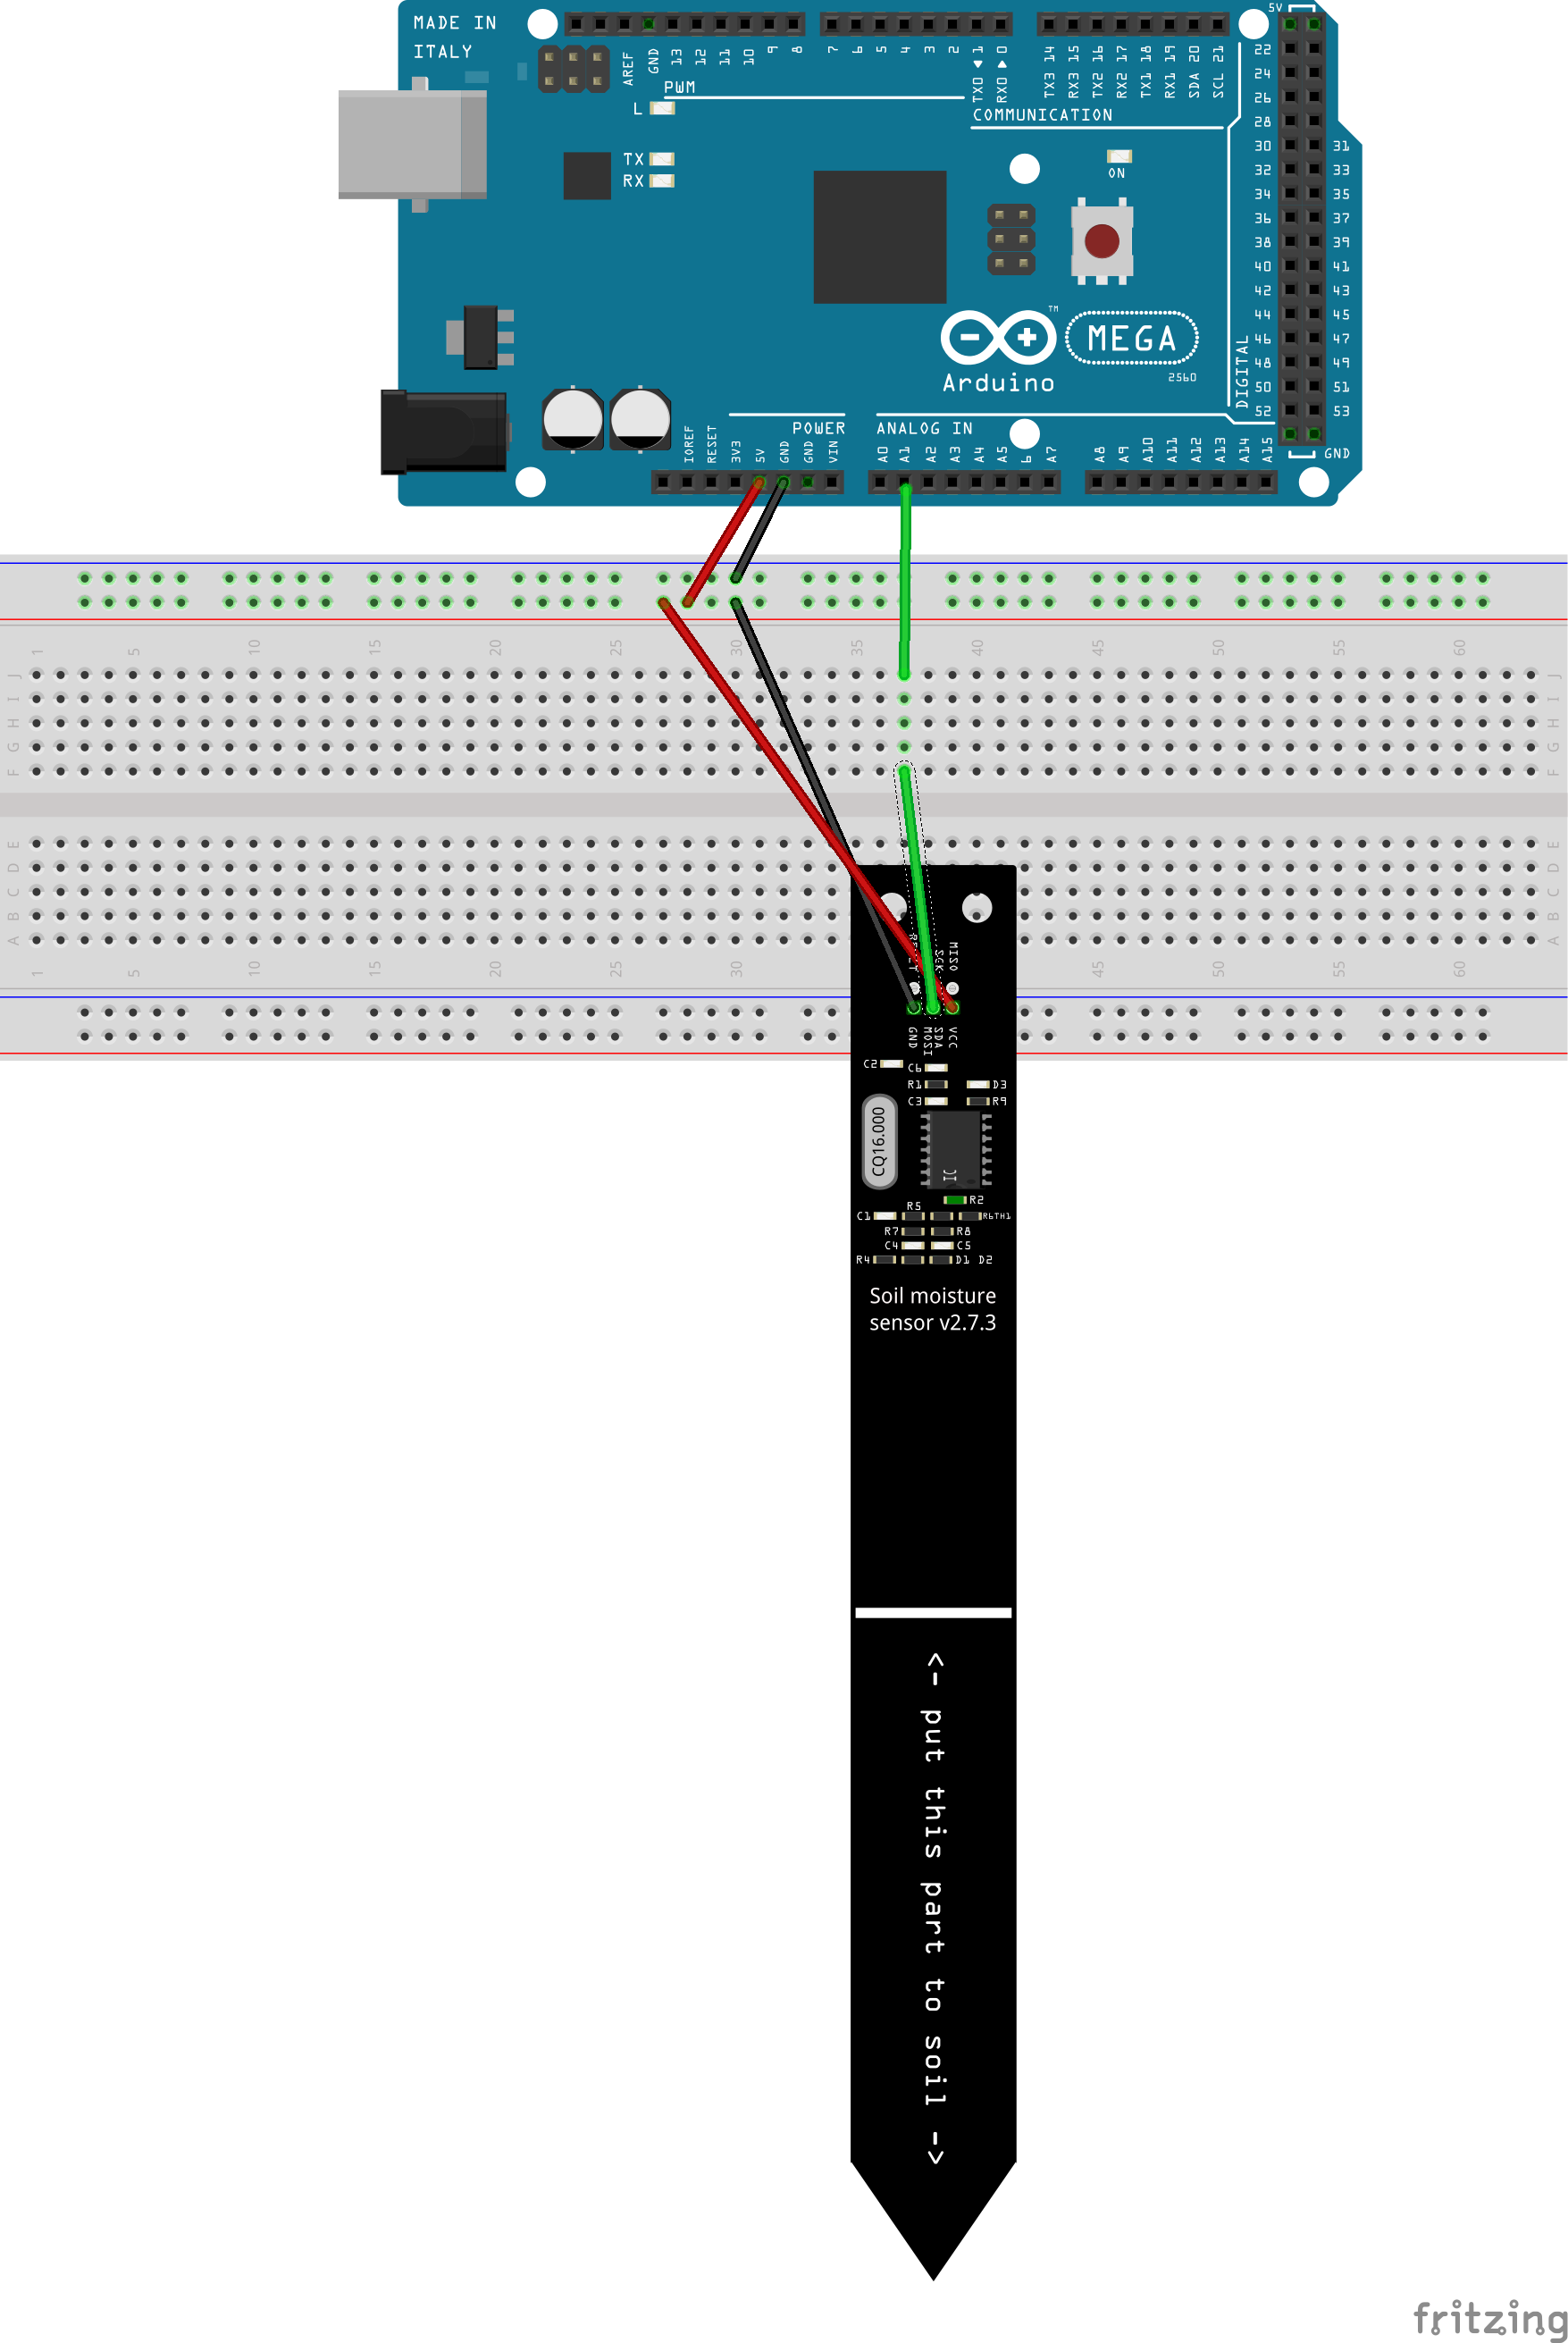 MADE IN
ITALY
AREF
GND
13
12
11
10
9
8
7
6
5
4
3
2
TX0 1
RX0 0
TX3 14
RX3 15
TX2 16
RX2 17
TX1 18
RX1 19
SDA 20
SCL 21
5V
PWM
L
COMMUNICATION
TX
RX
ON
22
24
26
28
30 31
32 33
34 35
36 37
38 39
40 41
42 43
44 45
46 47
48 49
50 51
52 53
DIGITAL
GND
TM
MEGA
2560
Arduino
POWER
ANALOG IN
IOREF
RESET
3V3
5V
GND
GND
VIN
A0
A1
A2
A3
A4
A5
6
A7
A8
A9
A10
A11
A12
A13
A14
A15
1 5 10 15 20 25 30 35 40 45 50 55 60
J J
I I
H H
G G
F F
E E
D D
C C
B B
A A
1 5 10 15 20 25 30 45 50 55 60
MISO
SCK
GND
MOSI
SDA
VCC
C2 C6
R1 D3
C3 R9
CQ16.000
IC
R2
R5
C1 R6TH1
R7 R8
C4 C5
R4 D1 D2
Soil moisture
sensor v2.7.3
<- put this part to soil ->
fritzing